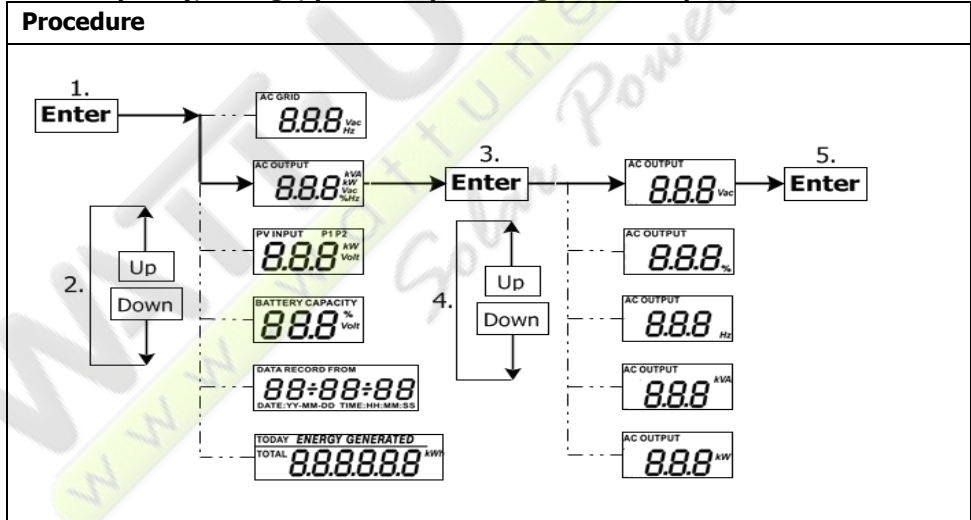 Procedure
1.
Enter
AC GRID
8.8.8 Vac
Hz
AC OUTPUT
8.8.8 kVA
kW
Vac
%Hz
2.
Up
Down
PV INPUT P1 P2
8.8.8 kW
Volt
BATTERY CAPACITY
88.8 %
Volt
DATA RECORD FROM
88:88:88
DATE:YY-MM-DD TIME:HH:MM:SS
TODAY ENERGY GENERATED
TOTAL 8.8.8.8.8.8 kWh
3.
Enter
4.
Up
Down
AC OUTPUT
8.8.8 Vac
AC OUTPUT
8.8.8 %
AC OUTPUT
8.8.8 Hz
AC OUTPUT
8.8.8 kVA
AC OUTPUT
8.8.8 kW
5.
Enter